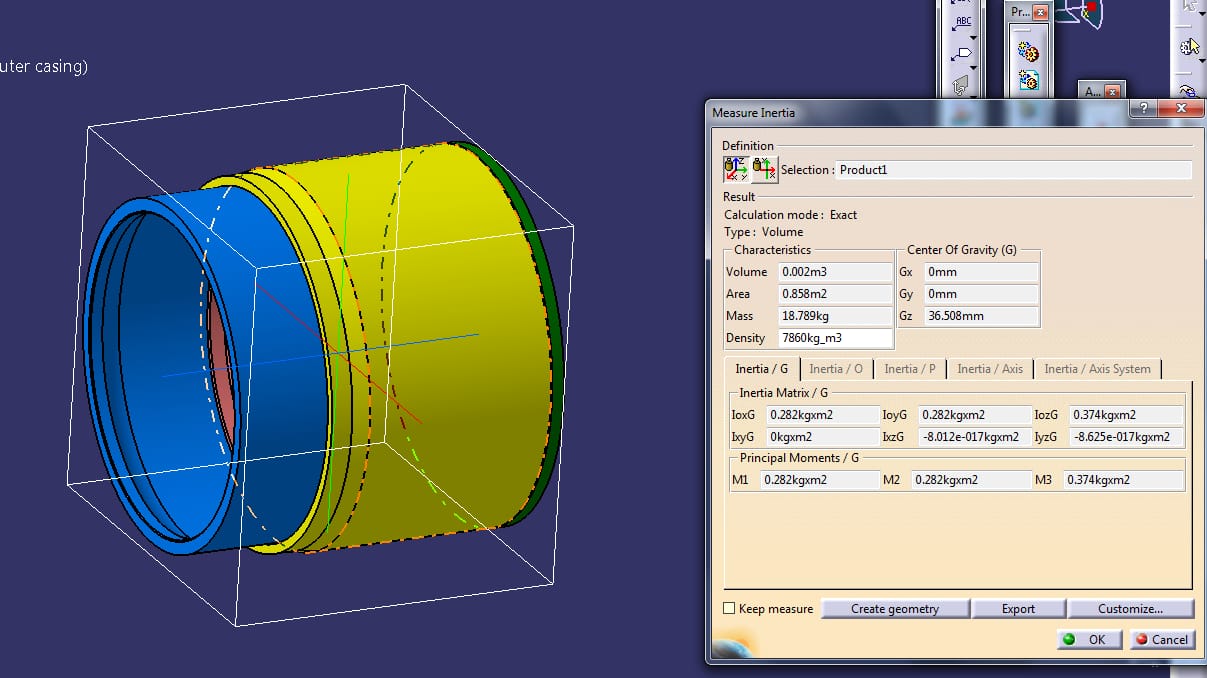 uter casing)
ABC
Pr...
A...
Measure Inertia
Definition
Selection : Product1
Result
Calculation mode : Exact
Type : Volume
Characteristics
Center Of Gravity (G)
Volume 0.002m3
Gx 0mm
Area 0.858m2
Gy 0mm
Mass 18.789kg
Gz 36.508mm
Density 7860kg_m3
Inertia / G Inertia / O Inertia / P Inertia / Axis Inertia / Axis System
Inertia Matrix / G
IoxG 0.282kgxm2 IoyG 0.282kgxm2 IozG 0.374kgxm2
IxyG 0kgxm2 IxzG -8.012e-017kgxm2 IyzG -8.625e-017kgxm2
Principal Moments / G
M1 0.282kgxm2 M2 0.282kgxm2 M3 0.374kgxm2
Keep measure Create geometry Export Customize...
OK Cancel